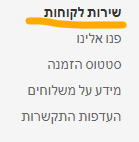 שירות לקוחות
פנו אלינו
סטטוס הזמנה
מידע על משלוחים
העדפות התקשרות